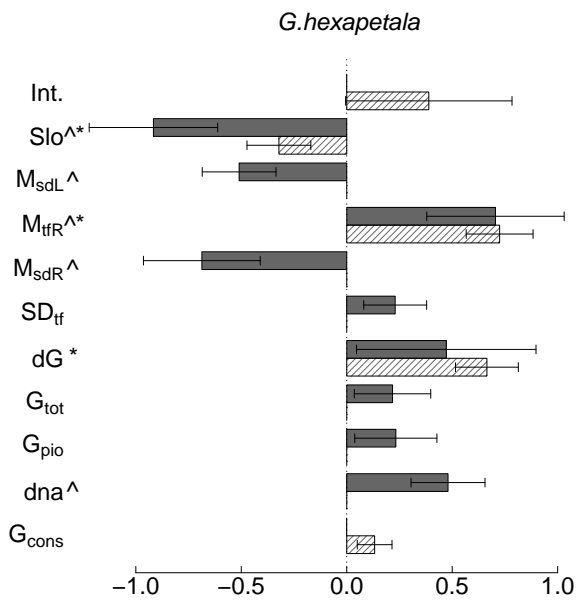 G.hexapetala
Int.
Slo^*
MsdL ^
MtfR^*
MsdR ^
SDtf
dG *
Gtot
Gpio
dna ^
Gcons
−1.0 −0.5 0.0 0.5 1.0